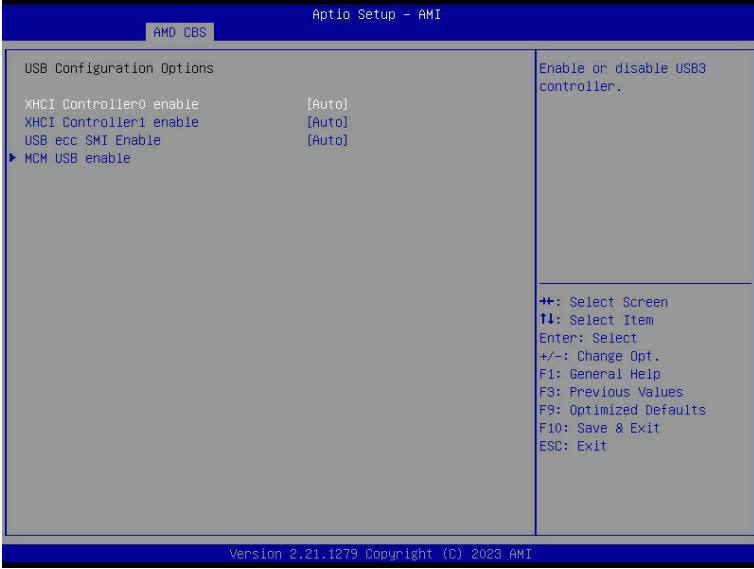 Aptio Setup - AMI
AMD CBS
USB Configuration Options
XHCI Controller0 enable [Auto]
XHCI Controller1 enable [Auto]
USB ecc SMI Enable [Auto]
MCM USB enable
Enable or disable USB3
controller.
→←: Select Screen
↑↓: Select Item
Enter: Select
+/-: Change Opt.
F1: General Help
F3: Previous Values
F9: Optimized Defaults
F10: Save & Exit
ESC: Exit
Version 2.21.1279 Copyright (C) 2023 AMI